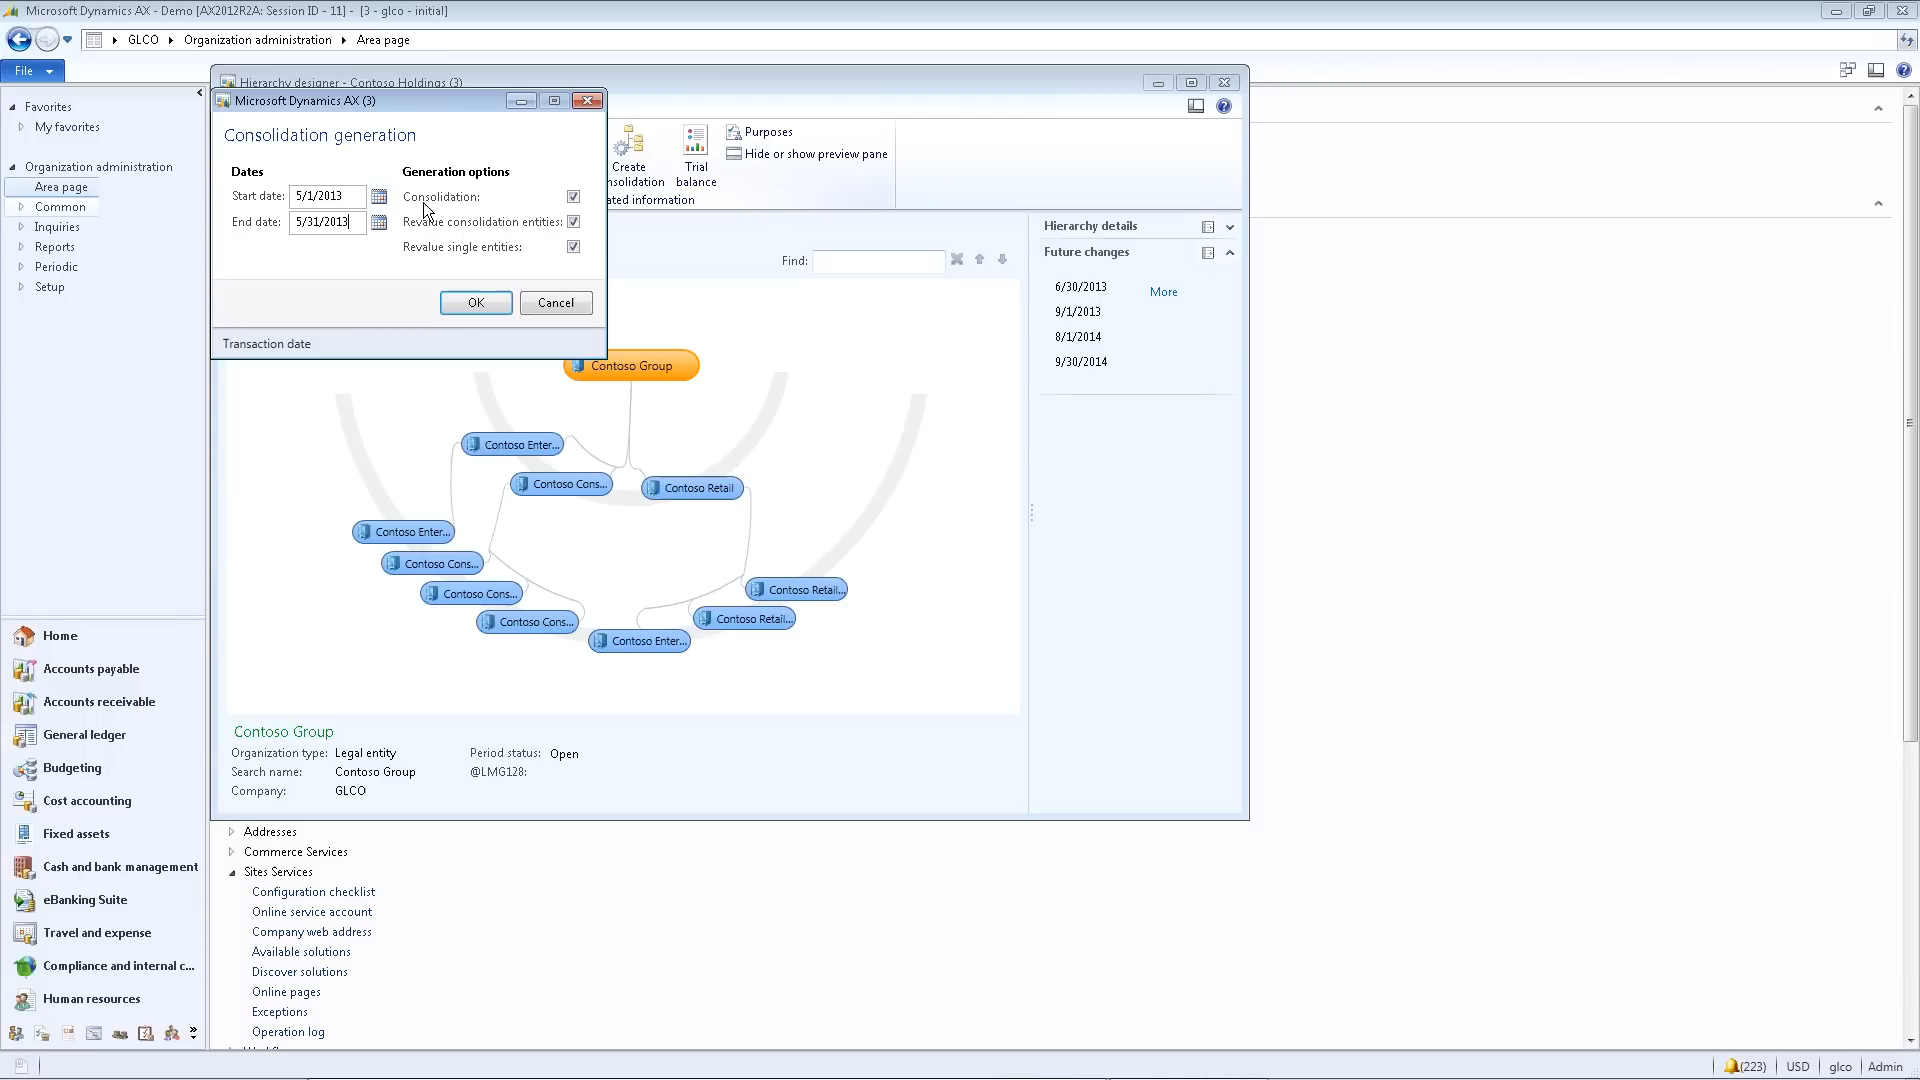 Microsoft Dynamics AX - Demo [AX2012R2A: Session ID - 11] - [3 - glco - initial]
GLCO
Organization administration
Area page
File
Favorites
My favorites
Organization administration
Area page
Common
Inquiries
Reports
Periodic
Setup
Home
Accounts payable
Accounts receivable
General ledger
Budgeting
Cost accounting
Fixed assets
Cash and bank management
eBanking Suite
Travel and expense
Compliance and internal c...
Human resources
Hierarchy designer - Contoso Holdings (3)
Create
nsolidation
Trial
balance
Purposes
Hide or show preview pane
ated information
Microsoft Dynamics AX (3)
Consolidation generation
Dates
Start date: 5/1/2013
End date: 5/31/2013
Generation options
Consolidation:
Revalue consolidation entities:
Revalue single entities:
OK
Cancel
Transaction date
Find:
Hierarchy details
Future changes
6/30/2013
More
9/1/2013
8/1/2014
9/30/2014
Contoso Group
Contoso Enter...
Contoso Cons...
Contoso Retail
Contoso Enter...
Contoso Cons...
Contoso Cons...
Contoso Cons...
Contoso Enter...
Contoso Retail...
Contoso Retail...
Contoso Group
Organization type: Legal entity
Search name: Contoso Group
Company: GLCO
Period status: Open
@LMG128:
Addresses
Commerce Services
Sites Services
Configuration checklist
Online service account
Company web address
Available solutions
Discover solutions
Online pages
Exceptions
Operation log
(223)
USD
glco
Admin